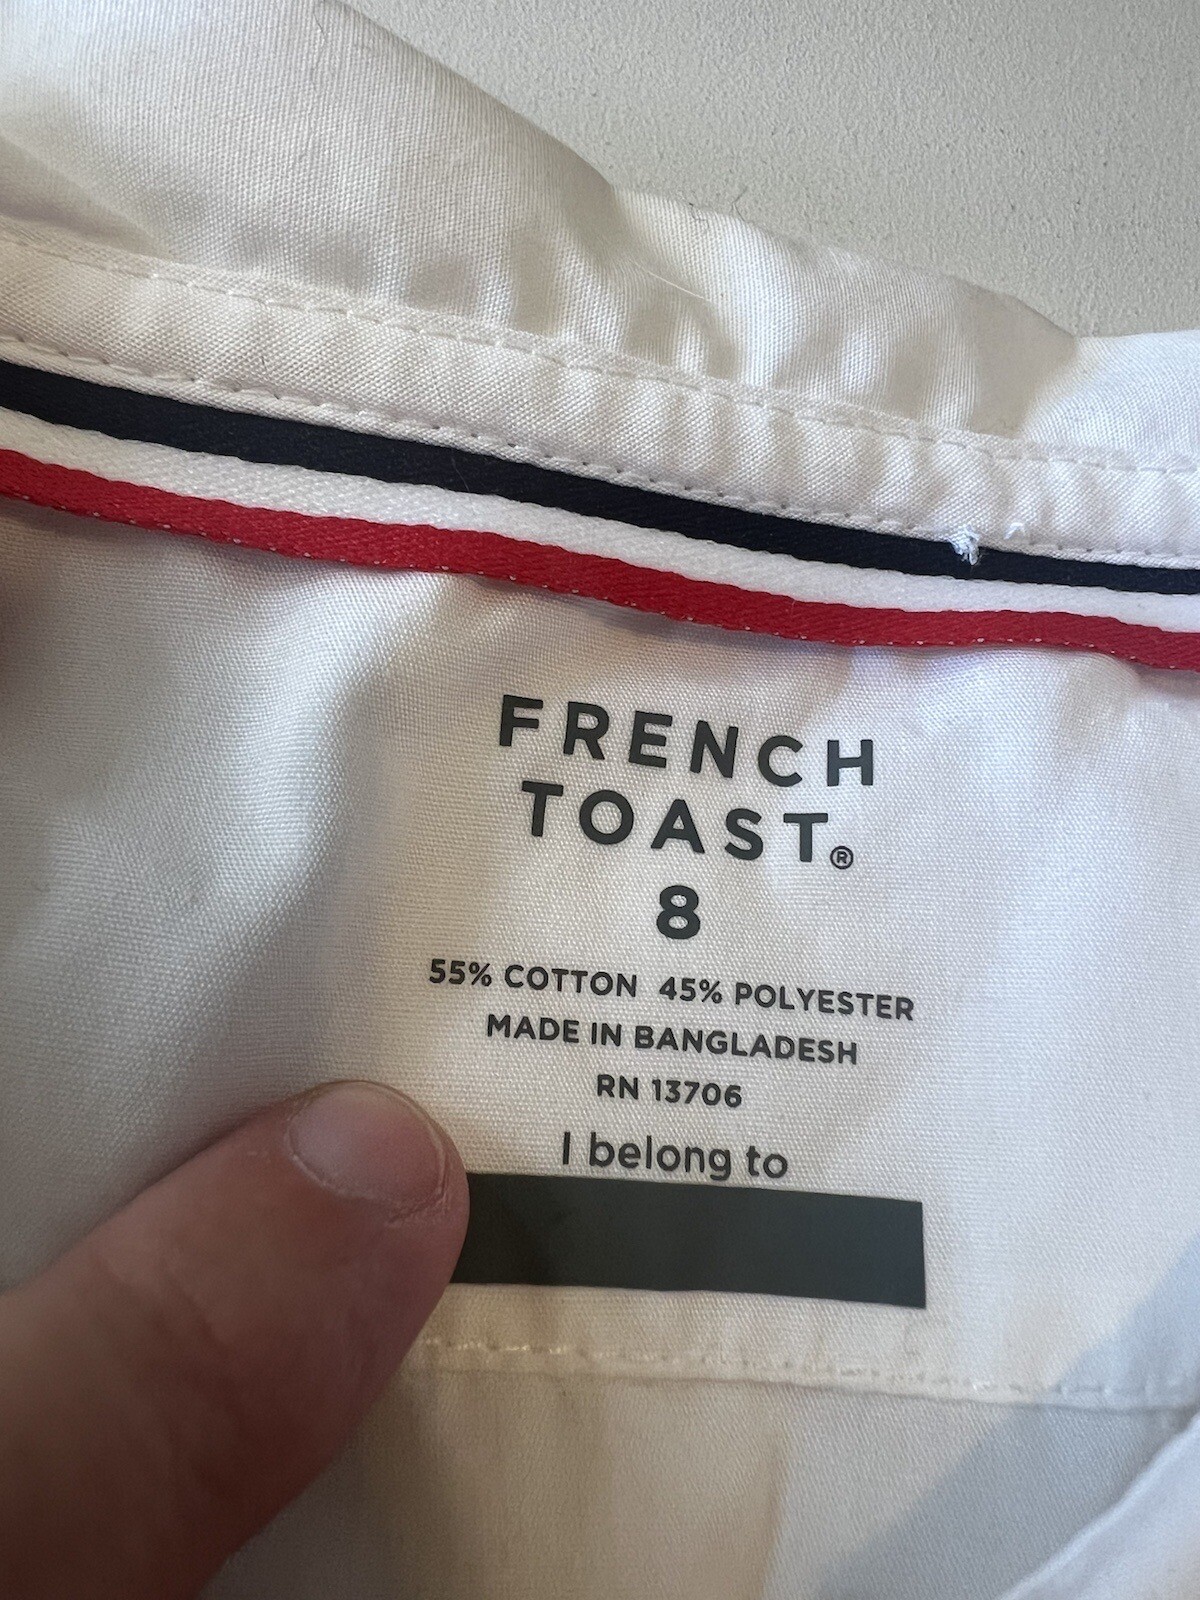 FRENCH
TOAST®
8
55% COTTON 45% POLYESTER
MADE IN BANGLADESH
RN 13706
I belong to